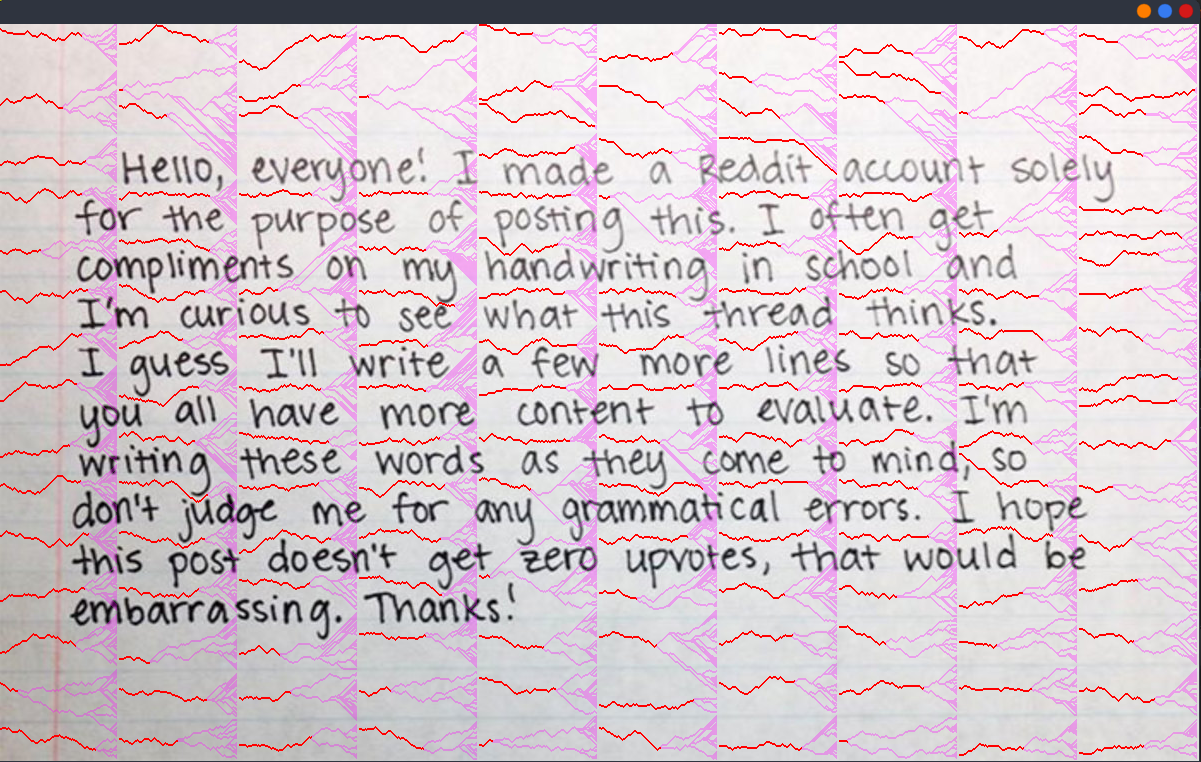 Hello, everyone! I made a Reddit account solely
for the purpose of posting this. I often get
compliments on my handwriting in school and
I'm curious to see what this thread thinks.
I guess I'll write a few more lines so that
you all have more content to evaluate. I'm
writing these words as they come to mind, so
don't judge me for any grammatical errors. I hope
this post doesn't get zero upvotes, that would be
embarrassing. Thanks!